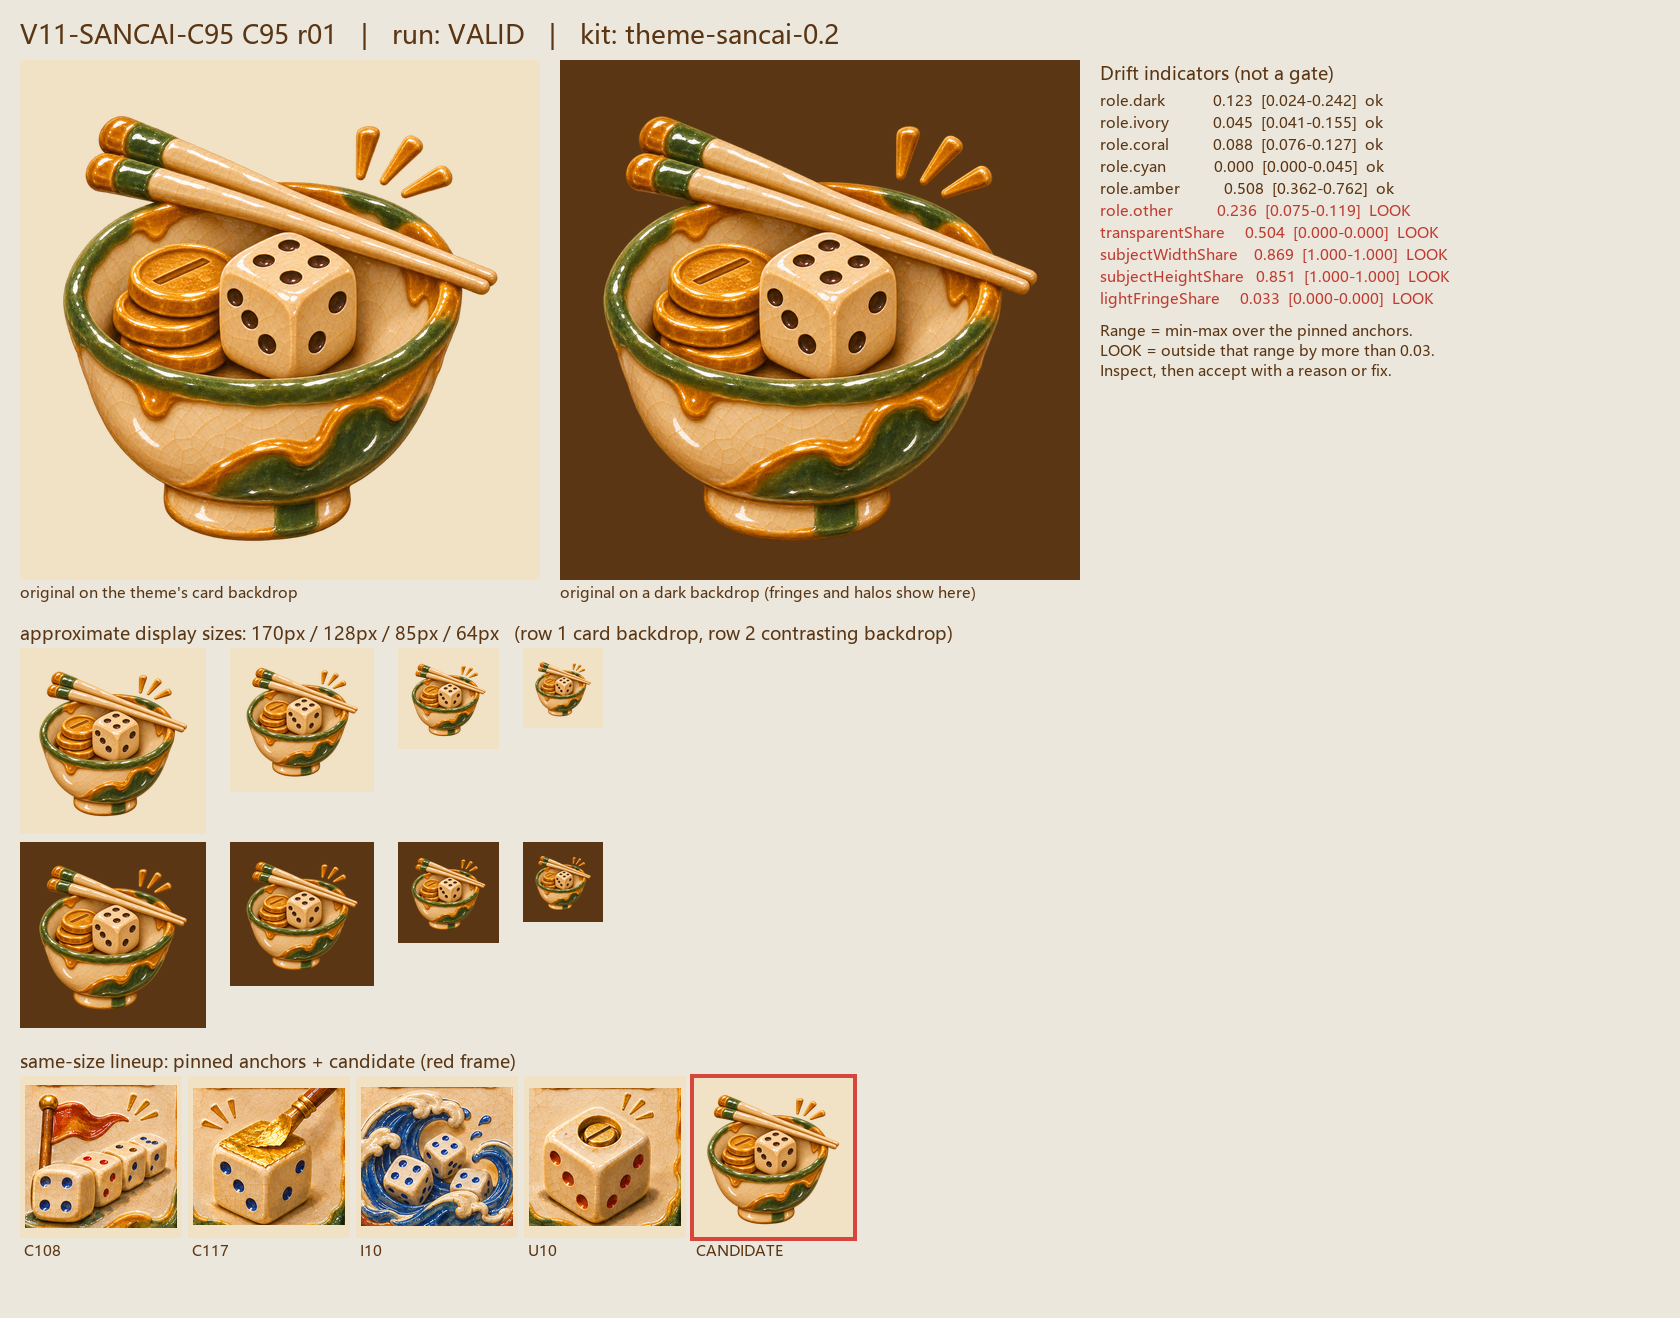 V11-SANCAI-C95 C95 r01 | run: VALID | kit: theme-sancai-0.2
Drift indicators (not a gate)
role.dark 0.123 [0.024-0.242] ok
role.ivory 0.045 [0.041-0.155] ok
role.coral 0.088 [0.076-0.127] ok
role.cyan 0.000 [0.000-0.045] ok
role.amber 0.508 [0.362-0.762] ok
role.other 0.236 [0.075-0.119] LOOK
transparentShare 0.504 [0.000-0.000] LOOK
subjectWidthShare 0.869 [1.000-1.000] LOOK
subjectHeightShare 0.851 [1.000-1.000] LOOK
lightFringeShare 0.033 [0.000-0.000] LOOK
Range = min-max over the pinned anchors.
LOOK = outside that range by more than 0.03.
Inspect, then accept with a reason or fix.
original on the theme's card backdrop
original on a dark backdrop (fringes and halos show here)
approximate display sizes: 170px / 128px / 85px / 64px (row 1 card backdrop, row 2 contrasting backdrop)
same-size lineup: pinned anchors + candidate (red frame)
C108
C117
I10
U10
CANDIDATE